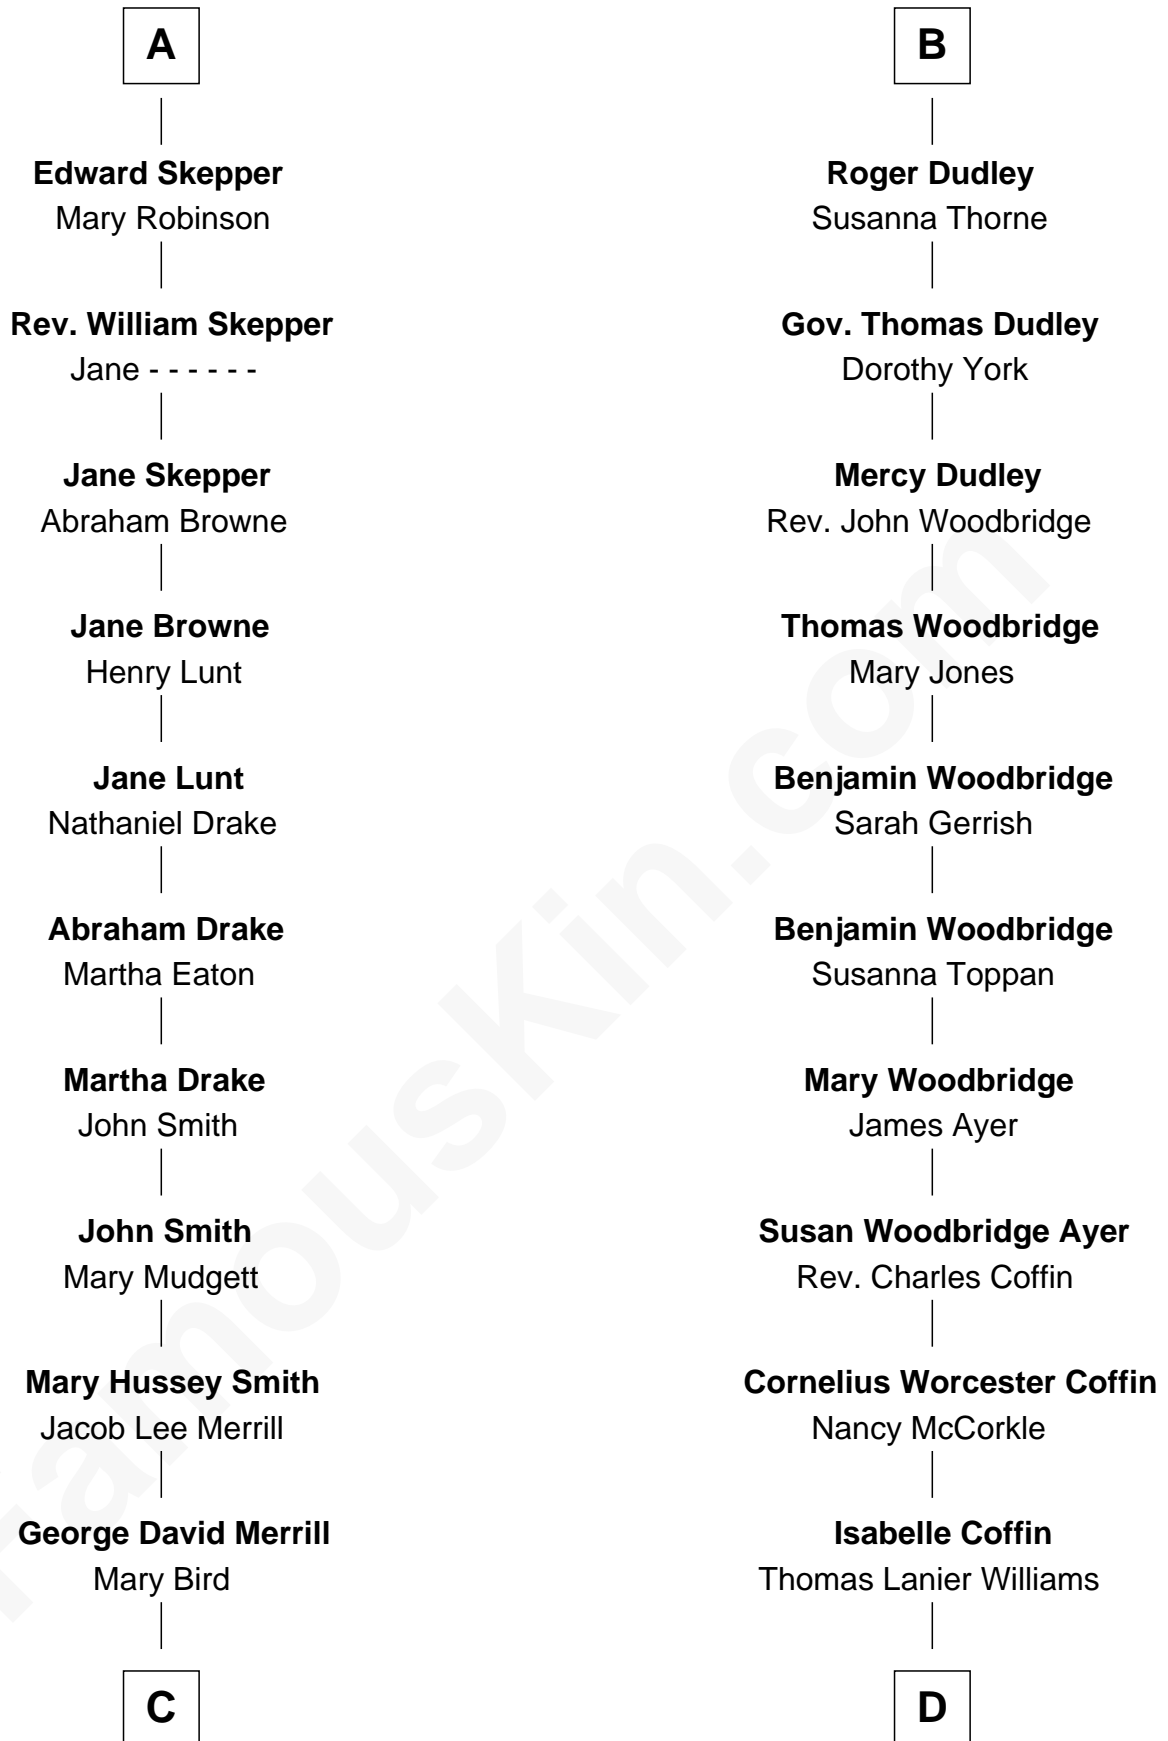 A
Edward Skepper
Mary Robinson
Rev. William Skepper
Jane - - - - - -
Jane Skepper
Abraham Browne
Jane Browne
Henry Lunt
Jane Lunt
Nathaniel Drake
Abraham Drake
Martha Eaton
Martha Drake
John Smith
John Smith
Mary Mudgett
Mary Hussey Smith
Jacob Lee Merrill
George David Merrill
Mary Bird
C
B
Roger Dudley
Susanna Thorne
Gov. Thomas Dudley
Dorothy York
Mercy Dudley
Rev. John Woodbridge
Thomas Woodbridge
Mary Jones
Benjamin Woodbridge
Sarah Gerrish
Benjamin Woodbridge
Susanna Toppan
Mary Woodbridge
James Ayer
Susan Woodbridge Ayer
Rev. Charles Coffin
Cornelius Worcester Coffin
Nancy McCorkle
Isabelle Coffin
Thomas Lanier Williams
D
FamousKin.com